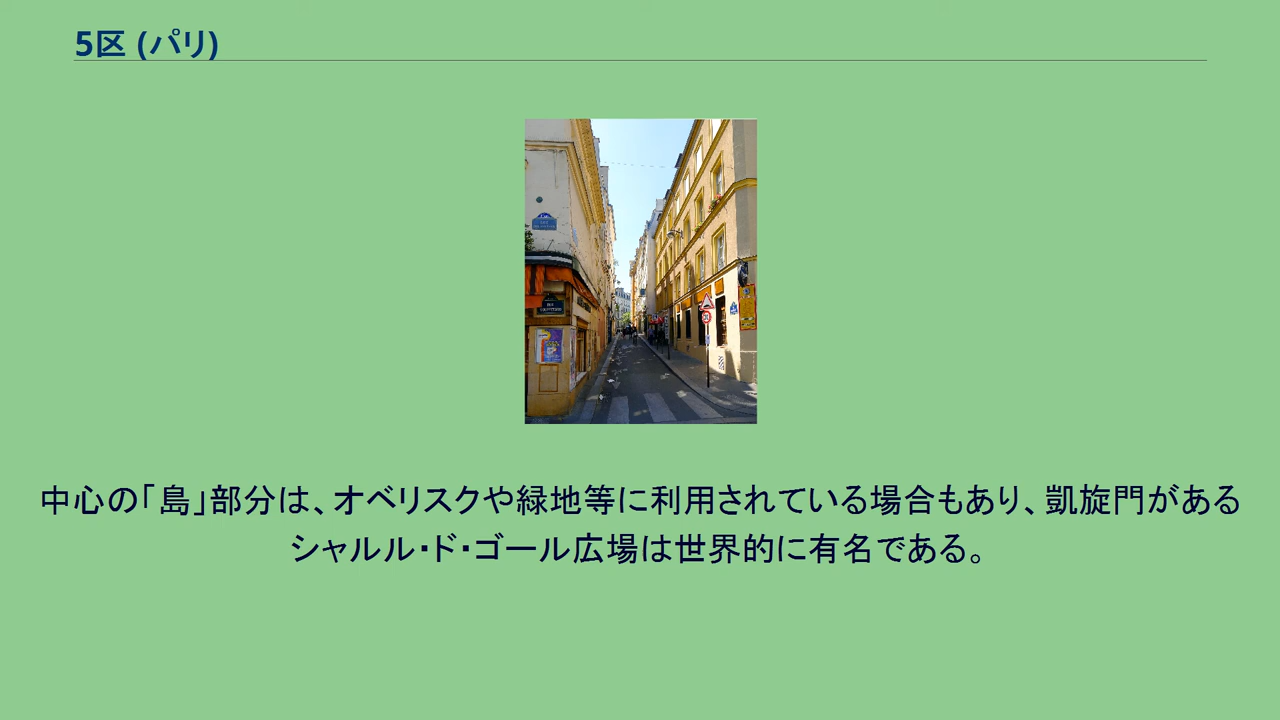 5区 (パリ)
中心の「島」部分は、オベリスクや緑地等に利用されている場合もあり、凱旋門がある
シャルル・ド・ゴール広場は世界的に有名である。